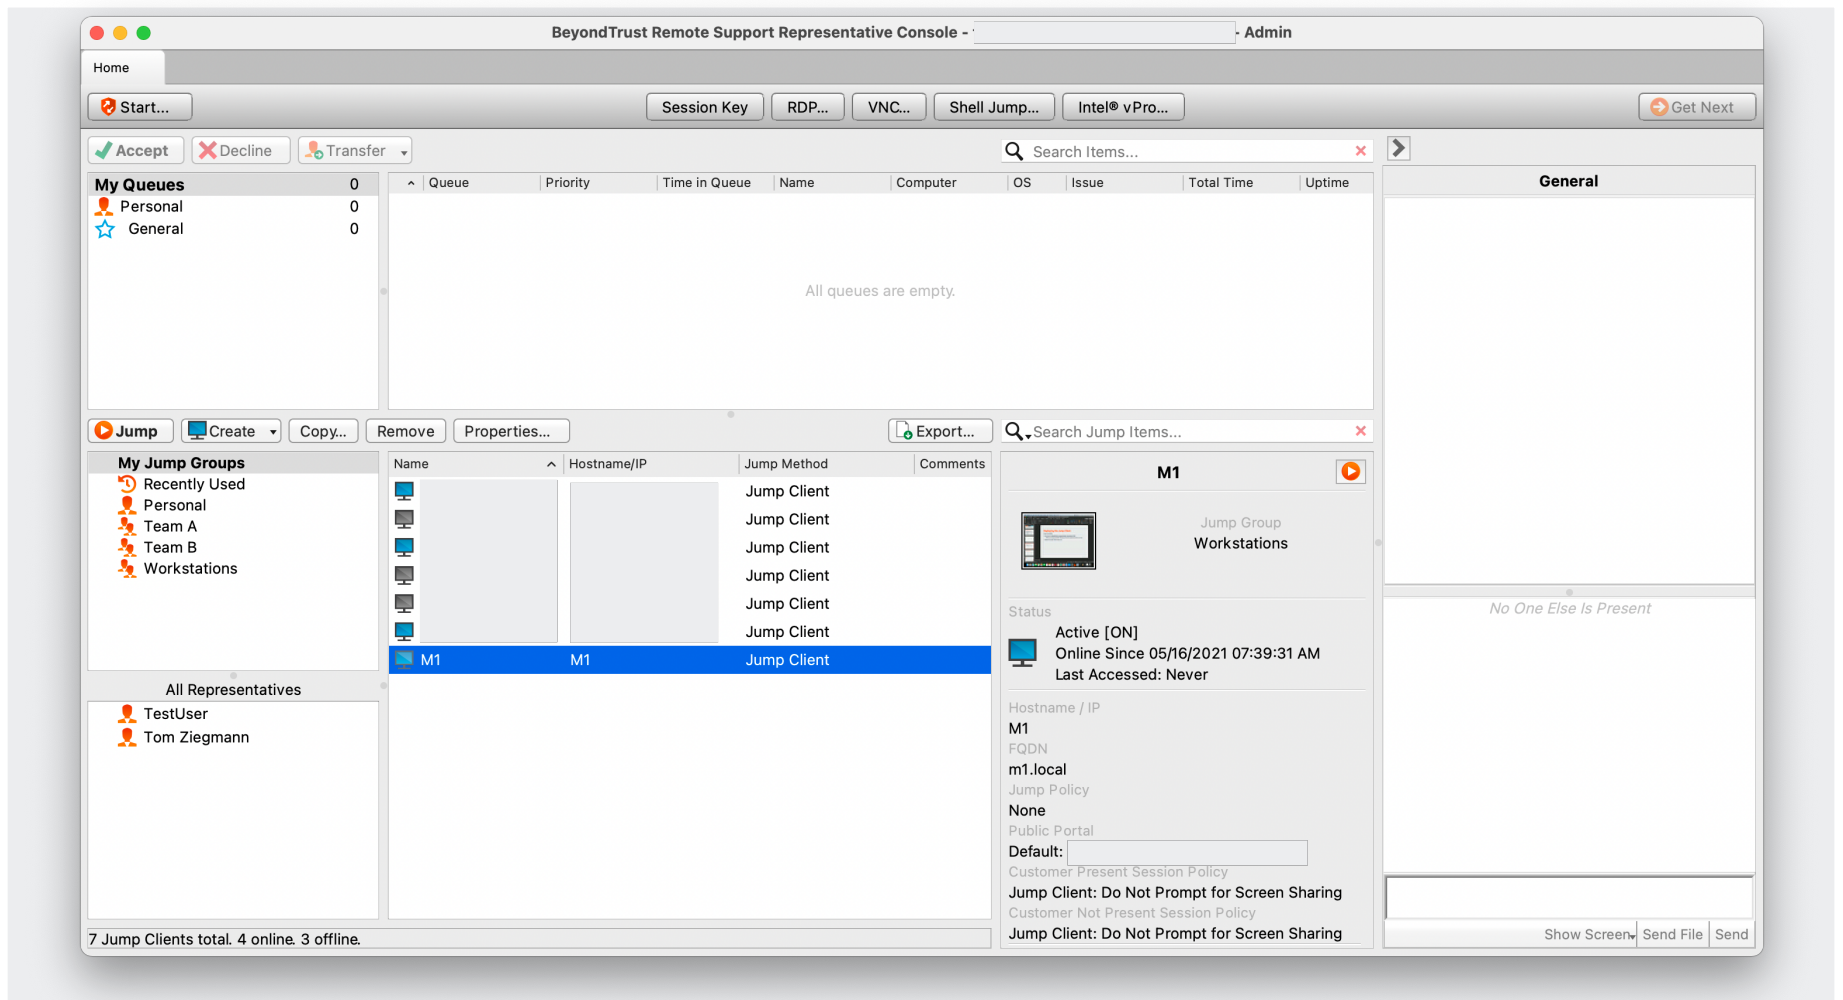 BeyondTrust Remote Support Representative Console - - Admin
Home
Start...
Session Key
RDP...
VNC...
Shell Jump...
Intel® vPro...
Get Next
Accept
Decline
Transfer
Search Items...
My Queues 0
Personal 0
General 0
Queue Priority Time in Queue Name Computer OS Issue Total Time Uptime
All queues are empty.
General
Jump
Create
Copy...
Remove
Properties...
Export...
Search Jump Items...
My Jump Groups
Recently Used
Personal
Team A
Team B
Workstations
Name Hostname/IP Jump Method Comments
Jump Client
Jump Client
Jump Client
Jump Client
Jump Client
Jump Client
M1 M1 Jump Client
M1
Jump Group
Workstations
Status
Active [ON]
Online Since 05/16/2021 07:39:31 AM
Last Accessed: Never
Hostname / IP
M1
FQDN
m1.local
Jump Policy
None
Public Portal
Default:
Customer Present Session Policy
Jump Client: Do Not Prompt for Screen Sharing
Customer Not Present Session Policy
Jump Client: Do Not Prompt for Screen Sharing
No One Else Is Present
All Representatives
TestUser
Tom Ziegmann
7 Jump Clients total. 4 online. 3 offline.
Show Screen
Send File
Send